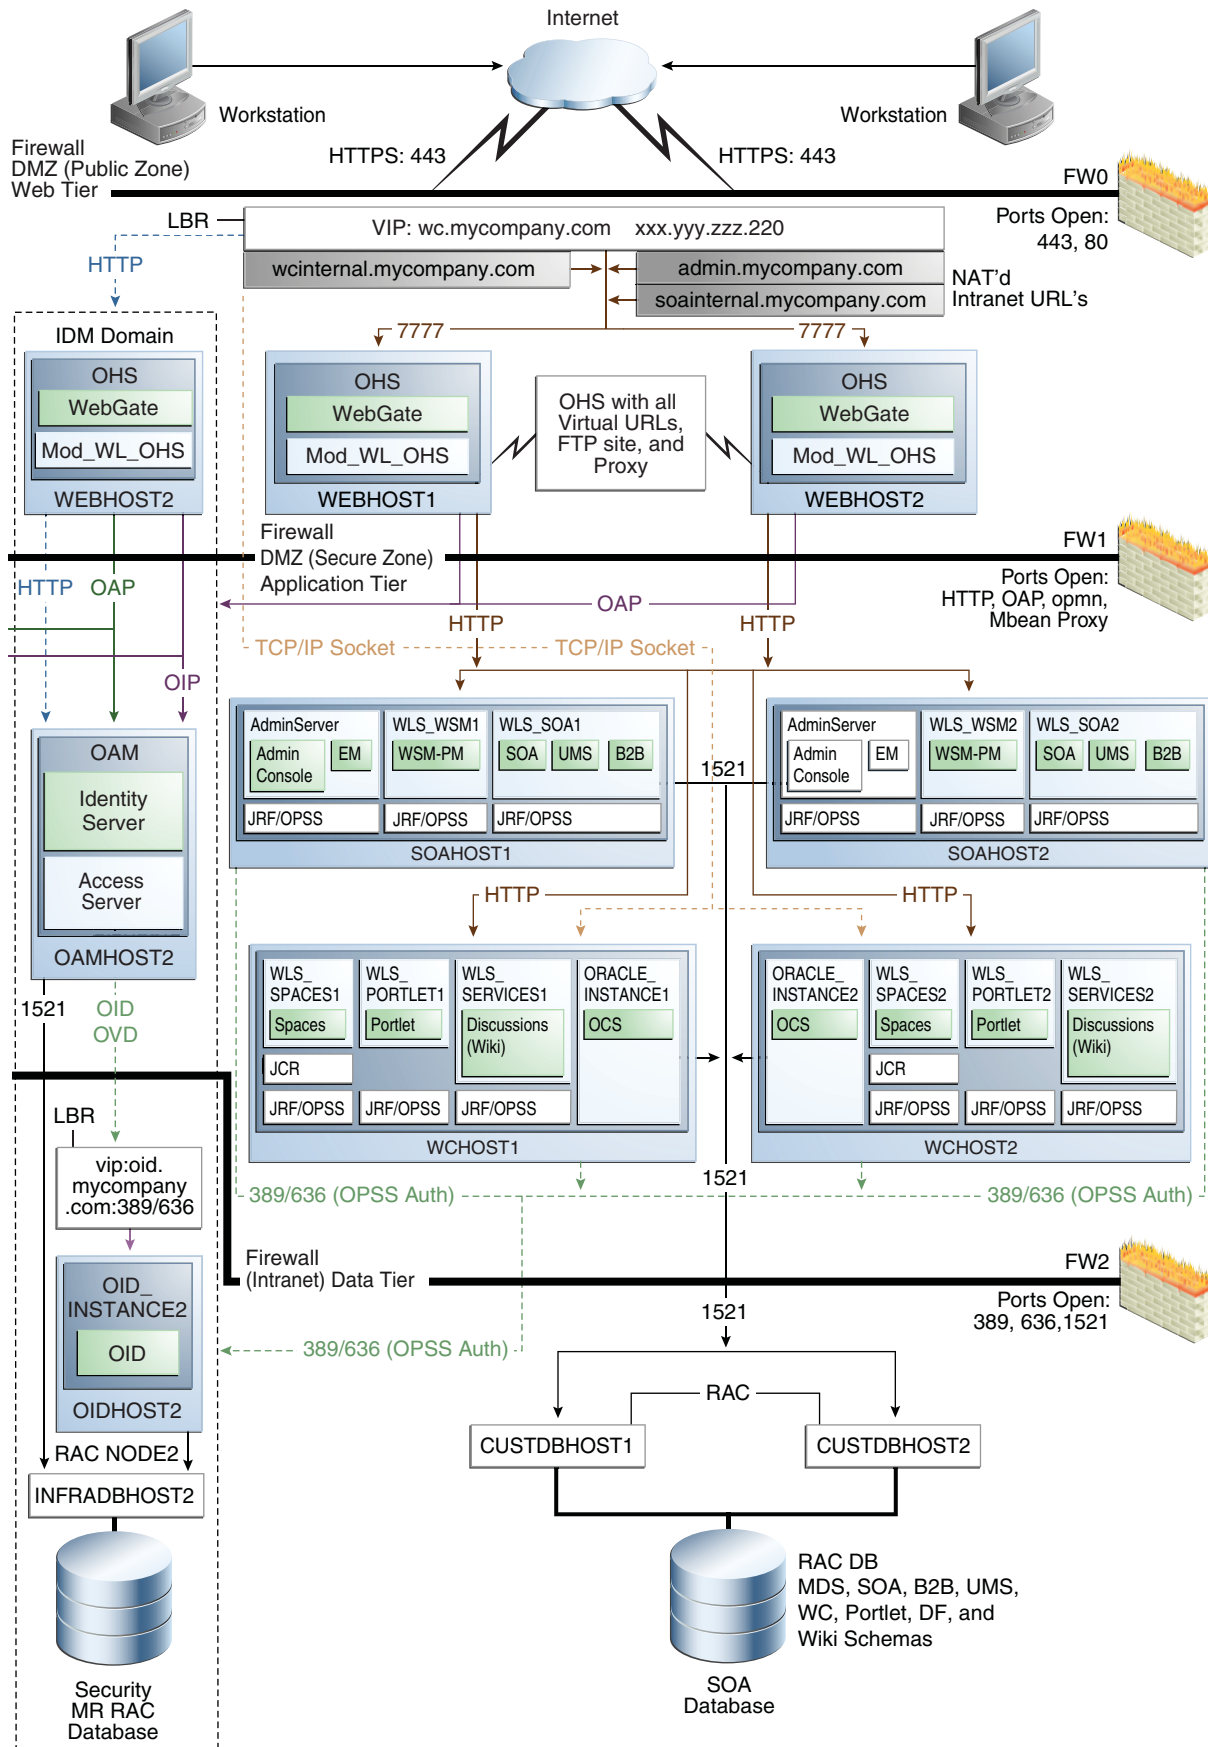 Internet
Workstation
Workstation
HTTPS: 443
HTTPS: 443
Firewall
DMZ (Public Zone)
Web Tier
FW0
Ports Open:
443, 80
LBR
VIP: wc.mycompany.com xxx.yyy.zzz.220
wcinternal.mycompany.com
admin.mycompany.com
soainternal.mycompany.com
NAT'd
Intranet URL's
HTTP
7777
7777
IDM Domain
OHS
WebGate
Mod_WL_OHS
WEBHOST2
OHS
WebGate
Mod_WL_OHS
WEBHOST1
OHS with all
Virtual URLs,
FTP site, and
Proxy
OHS
WebGate
Mod_WL_OHS
WEBHOST2
Firewall
DMZ (Secure Zone)
Application Tier
FW1
Ports Open:
HTTP, OAP, opmn,
Mbean Proxy
HTTP
OAP
OAP
HTTP
HTTP
TCP/IP Socket
TCP/IP Socket
OIP
OAM
Identity
Server
Access
Server
OAMHOST2
AdminServer
Admin
Console
EM
JRF/OPSS
WLS_WSM1
WSM-PM
JRF/OPSS
WLS_SOA1
SOA
UMS
B2B
JRF/OPSS
SOAHOST1
1521
AdminServer
Admin
Console
EM
JRF/OPSS
WLS_WSM2
WSM-PM
JRF/OPSS
WLS_SOA2
SOA
UMS
B2B
JRF/OPSS
SOAHOST2
HTTP
HTTP
WLS_
SPACES1
Spaces
JCR
JRF/OPSS
WLS_
PORTLET1
Portlet
JRF/OPSS
WLS_
SERVICES1
Discussions
(Wiki)
JRF/OPSS
ORACLE_
INSTANCE1
OCS
WCHOST1
ORACLE_
INSTANCE2
OCS
WLS_
SPACES2
Spaces
JCR
JRF/OPSS
WLS_
PORTLET2
Portlet
JRF/OPSS
WLS_
SERVICES2
Discussions
(Wiki)
JRF/OPSS
WCHOST2
1521
OID
OVD
LBR
vip:oid.
mycompany
.com:389/636
389/636 (OPSS Auth)
1521
389/636 (OPSS Auth)
Firewall
(Intranet) Data Tier
FW2
Ports Open:
389, 636,1521
OID_
INSTANCE2
OID
OIDHOST2
1521
389/636 (OPSS Auth)
RAC
CUSTDBHOST1
CUSTDBHOST2
RAC NODE2
INFRADBHOST2
Security
MR RAC
Database
RAC DB
MDS, SOA, B2B, UMS,
WC, Portlet, DF, and
Wiki Schemas
SOA
Database